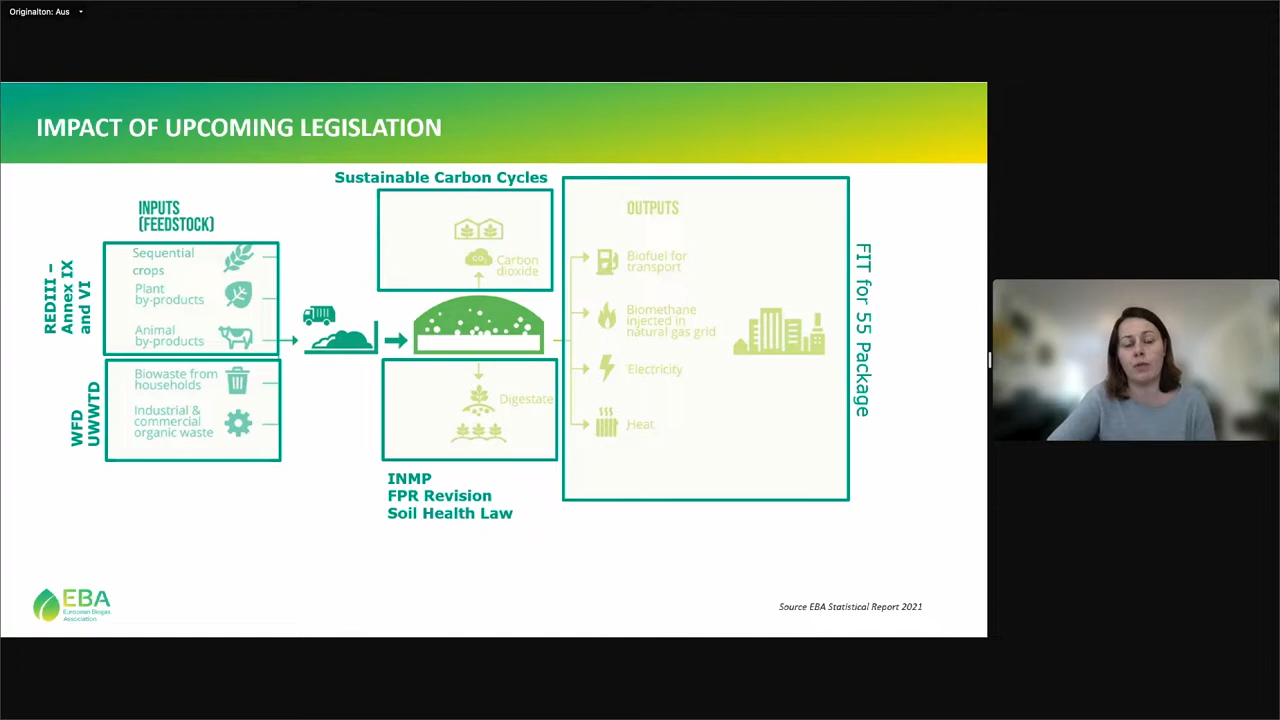 Originalton: Aus
IMPACT OF UPCOMING LEGISLATION
Sustainable Carbon Cycles
INPUTS
(FEEDSTOCK)
REDIII –
Annex IX
and VI
Sequential
crops
Plant
by-products
Animal
by-products
WFD
UWWTD
Biowaste from
households
Industrial &
commercial
organic waste
CO₂
Carbon
dioxide
Digestate
INMP
FPR Revision
Soil Health Law
OUTPUTS
Biofuel for
transport
Biomethane
injected in
natural gas grid
Electricity
Heat
FIT for 55 Package
EBA
European Biogas
Association
Source EBA Statistical Report 2021